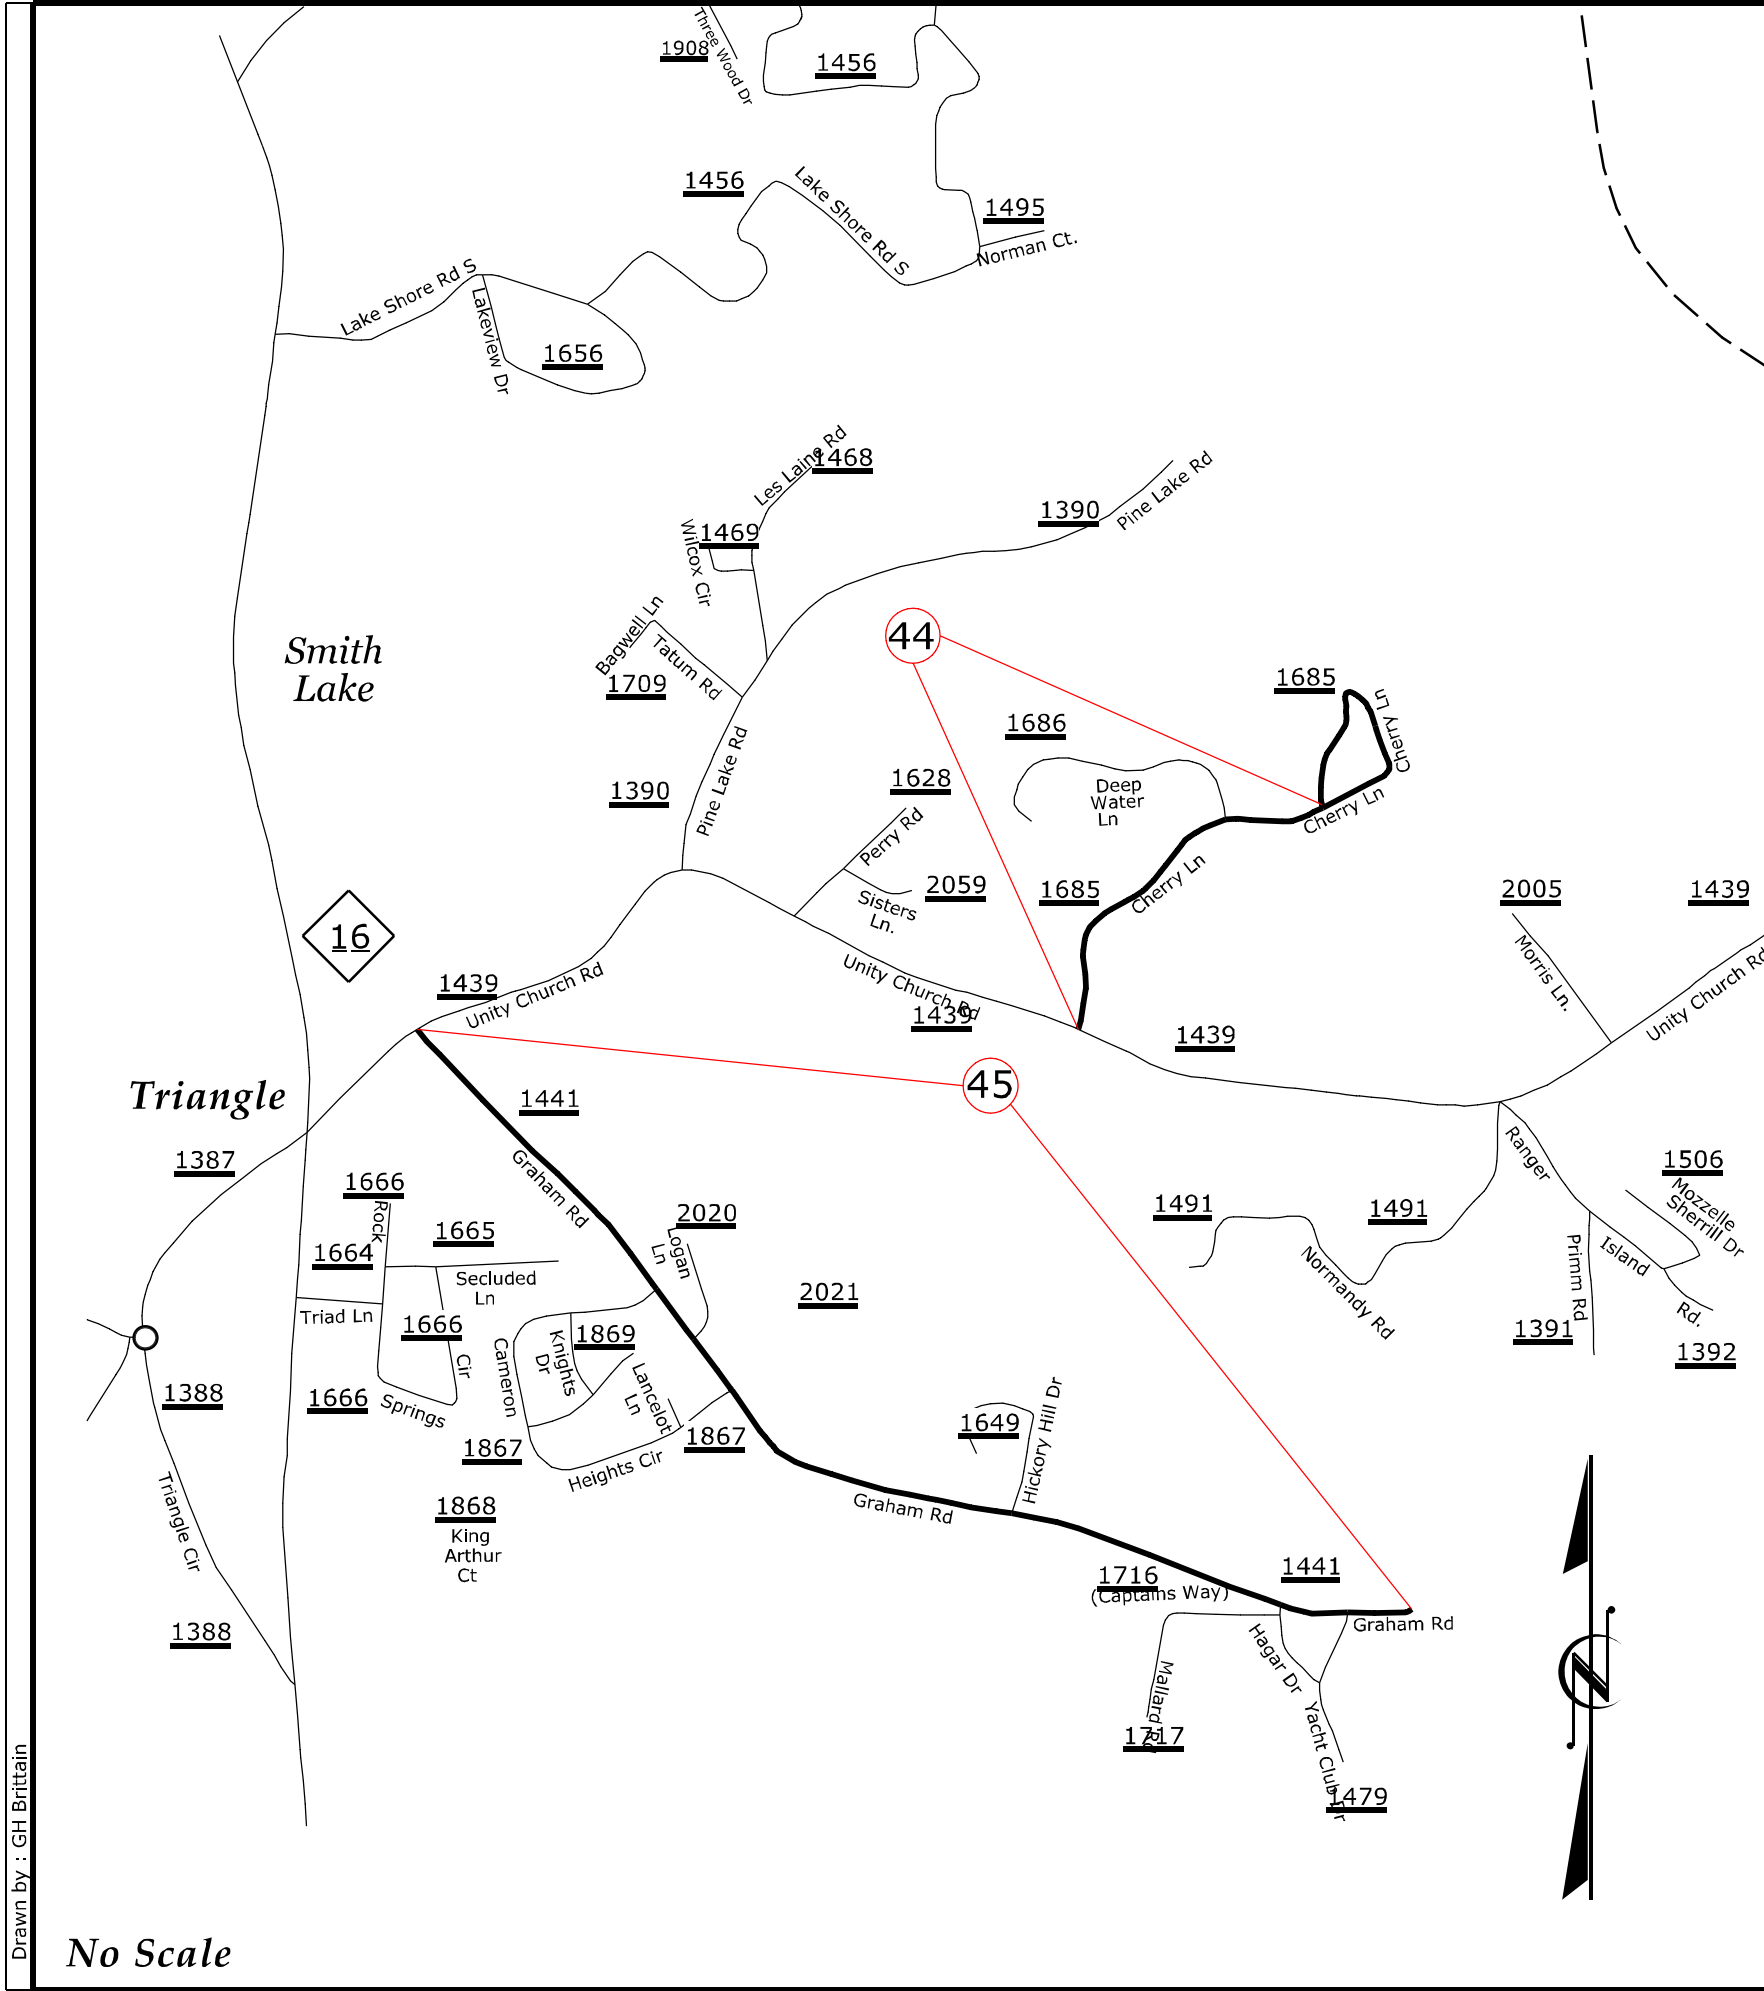 Three Wood Dr
1908
1456
1456
Lake Shore Rd S
1495
Norman Ct.
Lake Shore Rd S
Lakeview Dr
1656
Les Laine Rd
1468
1469
Wilcox Cir
1390
Pine Lake Rd
Bagwell Ln
Tatum Rd
1709
Smith
Lake
44
1685
Cherry Ln
1686
Deep
Water
Ln
Cherry Ln
1390
Pine Lake Rd
1628
Perry Rd
2059
Sisters
Ln.
1685
Cherry Ln
2005
1439
Morris Ln.
Unity Church Rd
16
1439
Unity Church Rd
Unity Church Rd
1439
1439
45
Triangle
1387
1441
Graham Rd
1666
Rock
1665
1664
Secluded
Ln
Triad Ln
1666
Cir
1666
Springs
2020
Logan
Ln
2021
1491
1491
Normandy Rd
Ranger
1506
Mozzelle
Sherrill Dr
Primm Rd
Island
Rd.
1391
1392
1388
Cameron
Knights
Dr
1869
Lancelot
Ln
1867
1867
Heights Cir
Triangle Cir
1868
King
Arthur
Ct
1649
Hickory Hill Dr
Graham Rd
1716
(Captains Way)
1441
Graham Rd
1388
Hagar Dr
Mallard Rd
1717
Yacht Club Dr
1479
N
Drawn by : GH Brittain
No Scale